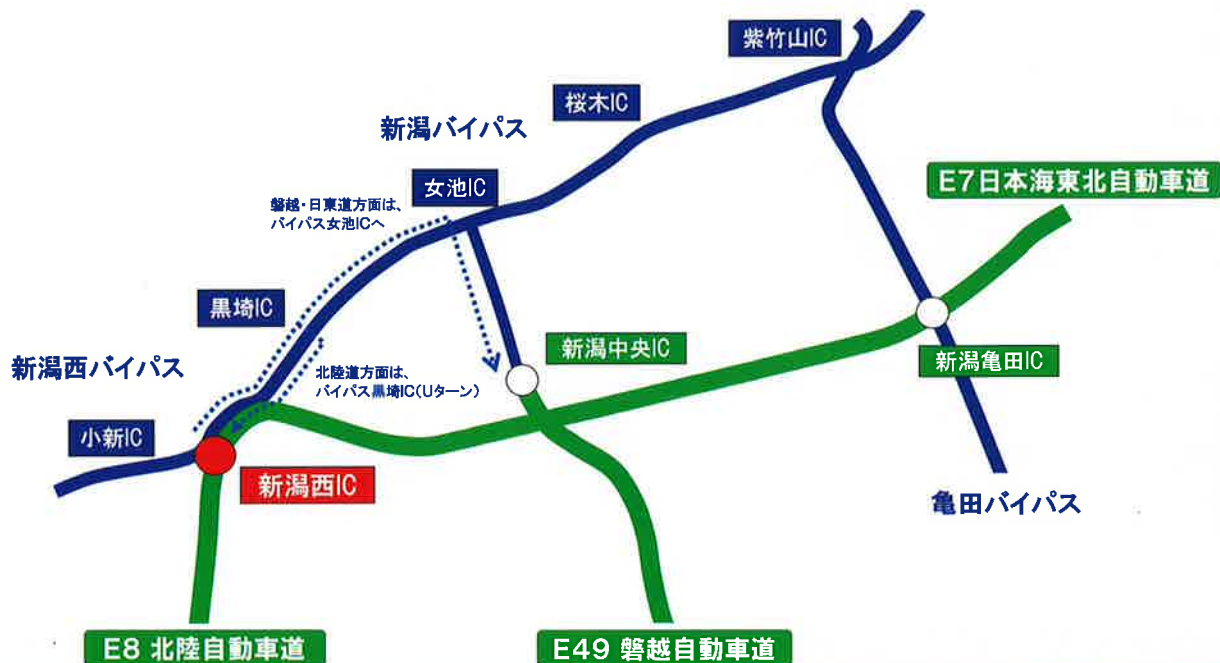 紫竹山IC
桜木IC
新潟バイパス
女池IC
E7日本海東北自動車道
磐越・日東道方面は、
バイパス女池ICへ
黒埼IC
新潟中央IC
新潟亀田IC
新潟西バイパス
北陸道方面は、
バイパス黒埼IC(Uターン)
小新IC
新潟西IC
亀田バイパス
E8 北陸自動車道
E49 磐越自動車道